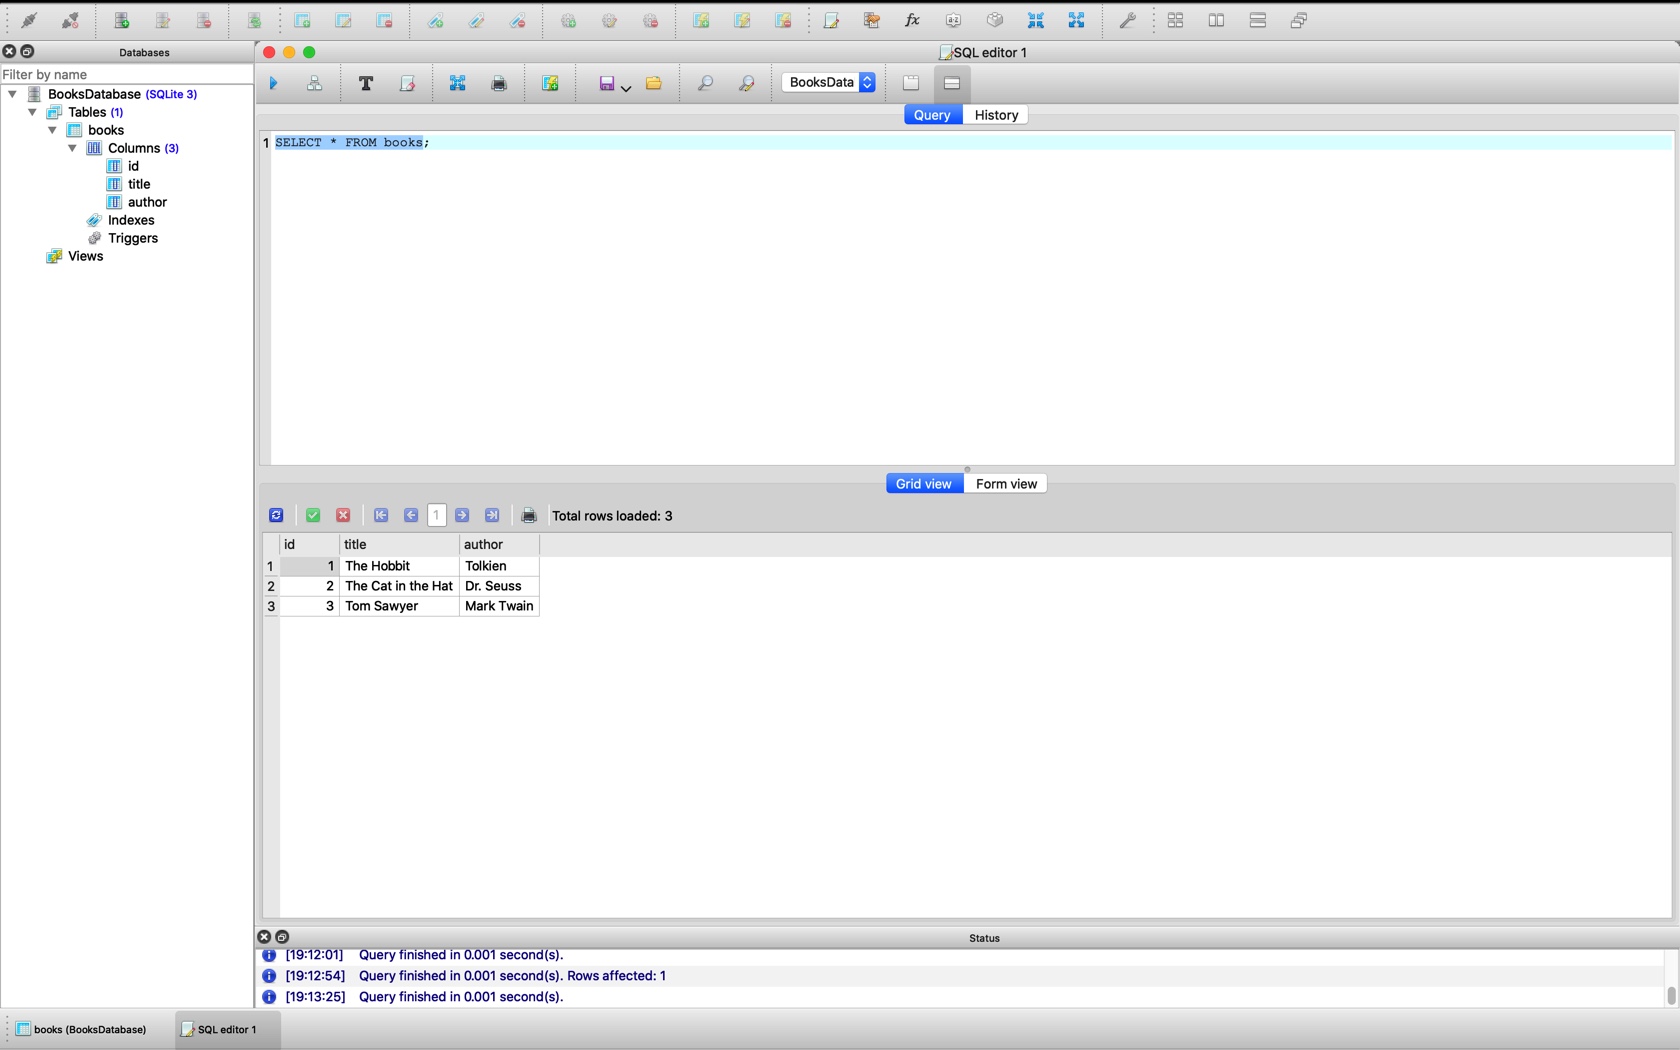 Databases
SQL editor 1
Filter by name
BooksDatabase (SQLite 3)
Tables (1)
books
Columns (3)
id
title
author
Indexes
Triggers
Views
BooksData
Query History
1 SELECT * FROM books;
Grid view Form view
1 Total rows loaded: 3
id title author
1 1 The Hobbit Tolkien
2 2 The Cat in the Hat Dr. Seuss
3 3 Tom Sawyer Mark Twain
Status
[19:12:01] Query finished in 0.001 second(s).
[19:12:54] Query finished in 0.001 second(s). Rows affected: 1
[19:13:25] Query finished in 0.001 second(s).
books (BooksDatabase) SQL editor 1